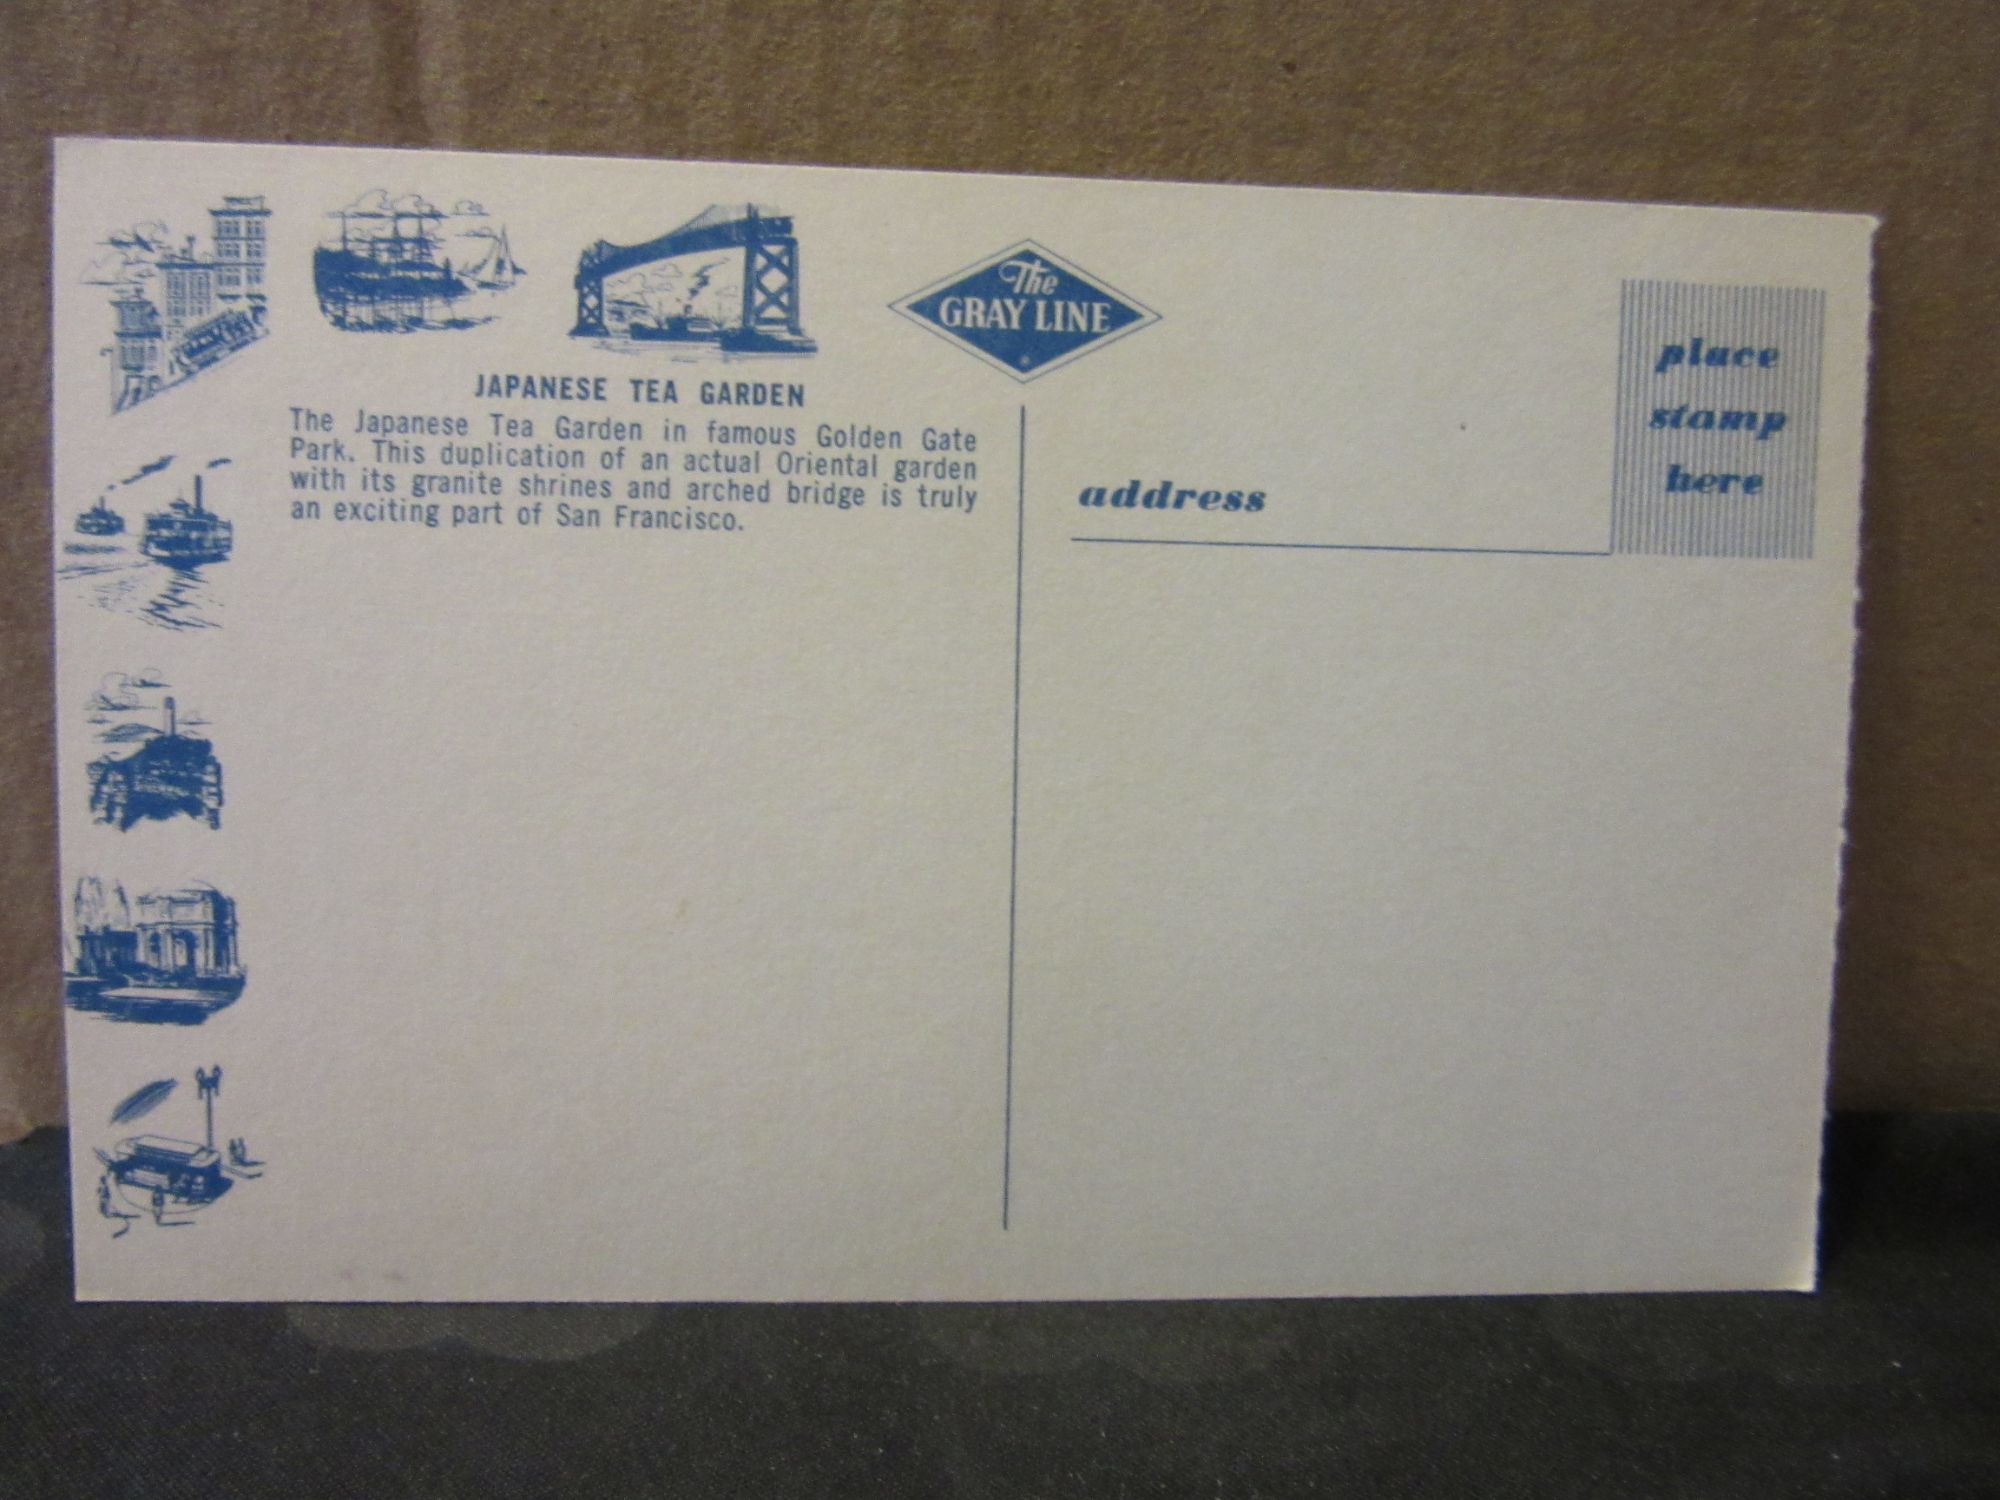 The
GRAY LINE
JAPANESE TEA GARDEN
The Japanese Tea Garden in famous Golden Gate
Park. This duplication of an actual Oriental garden
with its granite shrines and arched bridge is truly
an exciting part of San Francisco.
place
stamp
here
address